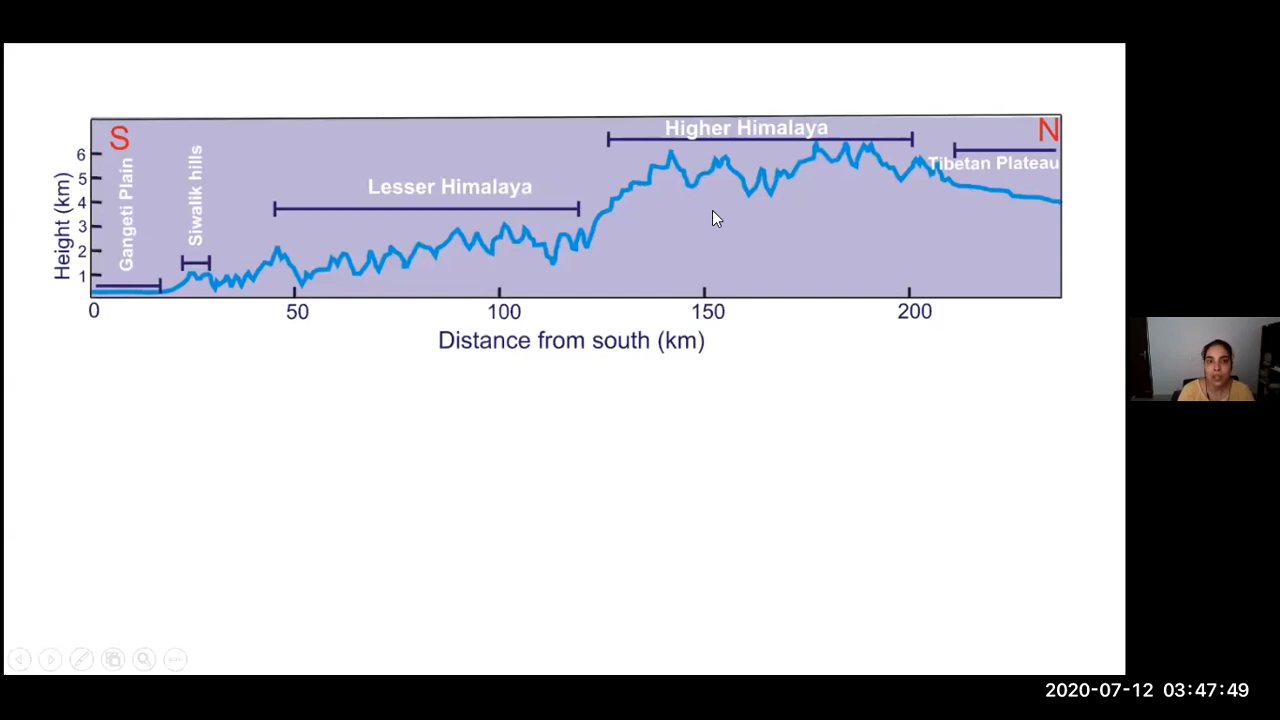 S
N
Higher Himalaya
Tibetan Plateau
Lesser Himalaya
Siwalik hills
Gangeti Plain
Height (km)
6
5
4
3
2
1
0
50
100
150
200
Distance from south (km)
2020-07-12 03:47:49